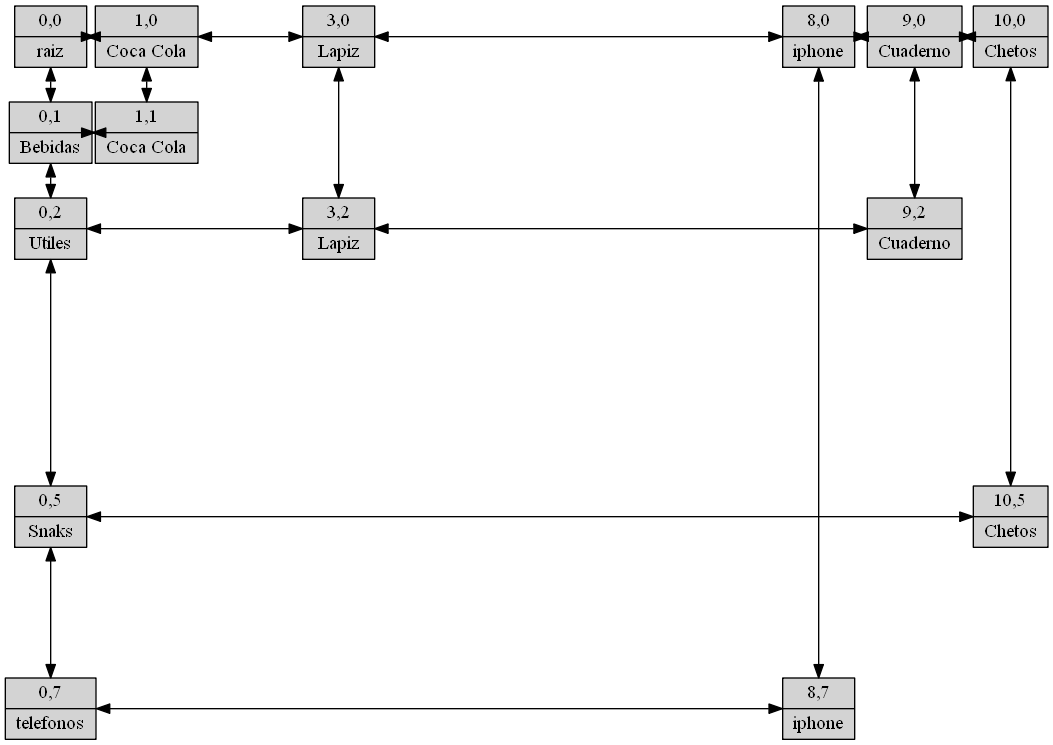 0,0
raiz
1,0
Coca Cola
3,0
Lapiz
8,0
iphone
9,0
Cuaderno
10,0
Chetos
0,1
Bebidas
1,1
Coca Cola
0,2
Utiles
3,2
Lapiz
9,2
Cuaderno
0,5
Snaks
10,5
Chetos
0,7
telefonos
8,7
iphone